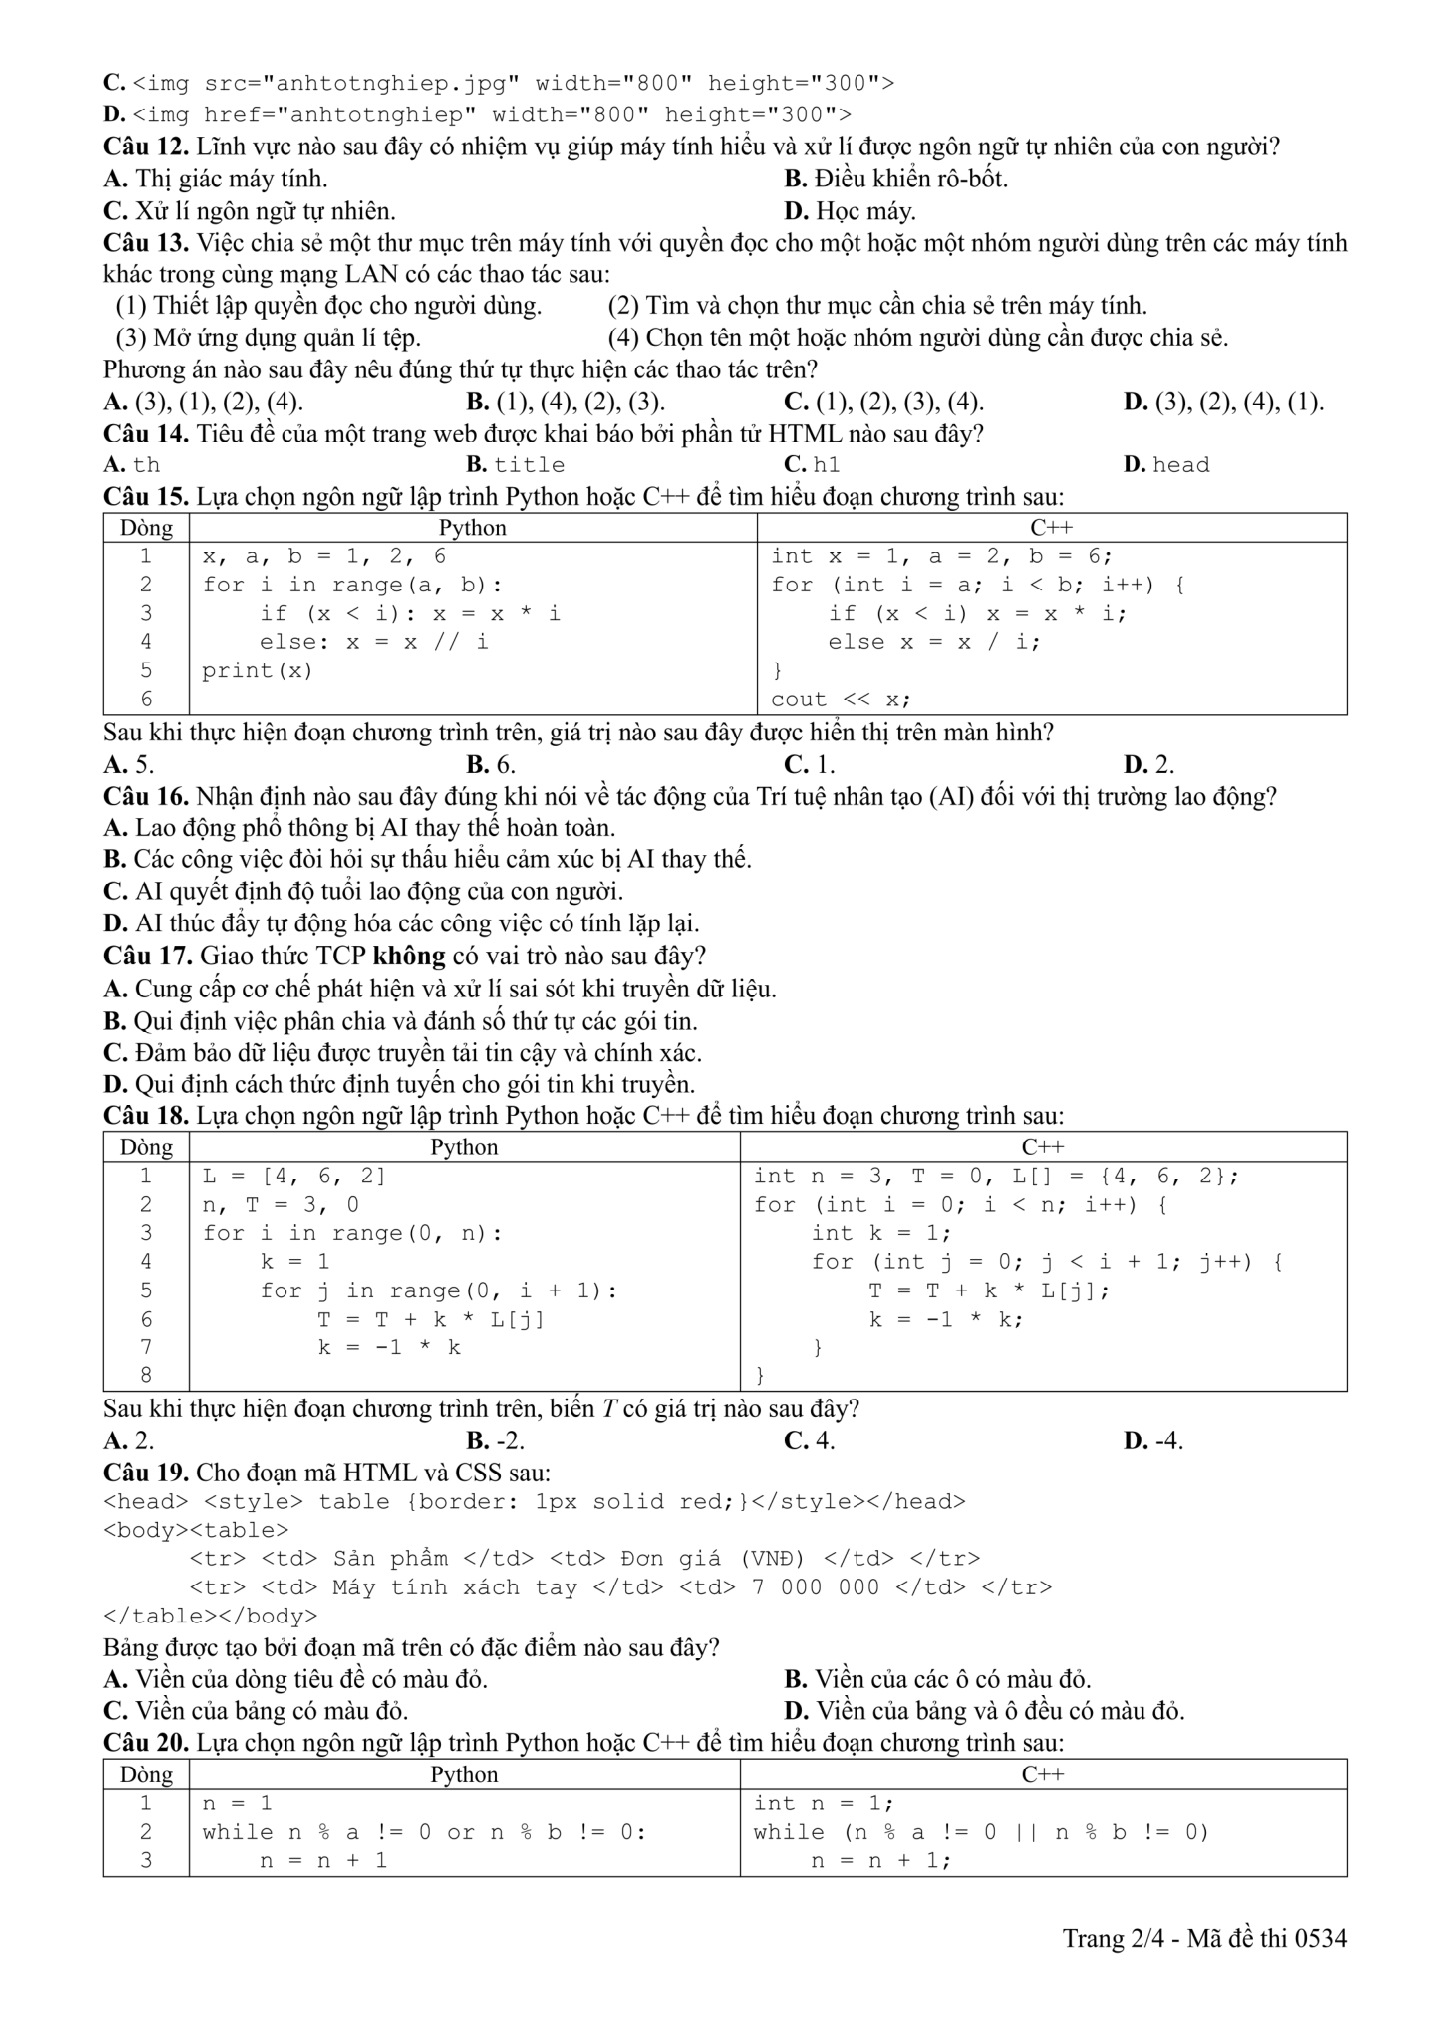 C. <img src="anhtotnghiep.jpg" width="800" height="300">
D. <img href="anhtotnghiep" width="800" height="300">
Câu 12. Lĩnh vực nào sau đây có nhiệm vụ giúp máy tính hiểu và xử lí được ngôn ngữ tự nhiên của con người?
A. Thị giác máy tính. B. Điều khiển rô-bốt.
C. Xử lí ngôn ngữ tự nhiên. D. Học máy.
Câu 13. Việc chia sẻ một thư mục trên máy tính với quyền đọc cho một hoặc một nhóm người dùng trên các máy tính
khác trong cùng mạng LAN có các thao tác sau:
(1) Thiết lập quyền đọc cho người dùng. (2) Tìm và chọn thư mục cần chia sẻ trên máy tính.
(3) Mở ứng dụng quản lí tệp. (4) Chọn tên một hoặc nhóm người dùng cần được chia sẻ.
Phương án nào sau đây nêu đúng thứ tự thực hiện các thao tác trên?
A. (3), (1), (2), (4). B. (1), (4), (2), (3). C. (1), (2), (3), (4). D. (3), (2), (4), (1).
Câu 14. Tiêu đề của một trang web được khai báo bởi phần tử HTML nào sau đây?
A. th B. title C. h1 D. head
Câu 15. Lựa chọn ngôn ngữ lập trình Python hoặc C++ để tìm hiểu đoạn chương trình sau:
Dòng Python C++
1 x, a, b = 1, 2, 6 int x = 1, a = 2, b = 6;
2 for i in range(a, b): for (int i = a; i < b; i++) {
3 if (x < i): x = x * i if (x < i) x = x * i;
4 else: x = x // i else x = x / i;
5 print(x) }
6 cout << x;
Sau khi thực hiện đoạn chương trình trên, giá trị nào sau đây được hiển thị trên màn hình?
A. 5. B. 6. C. 1. D. 2.
Câu 16. Nhận định nào sau đây đúng khi nói về tác động của Trí tuệ nhân tạo (AI) đối với thị trường lao động?
A. Lao động phổ thông bị AI thay thế hoàn toàn.
B. Các công việc đòi hỏi sự thấu hiểu cảm xúc bị AI thay thế.
C. AI quyết định độ tuổi lao động của con người.
D. AI thúc đẩy tự động hóa các công việc có tính lặp lại.
Câu 17. Giao thức TCP không có vai trò nào sau đây?
A. Cung cấp cơ chế phát hiện và xử lí sai sót khi truyền dữ liệu.
B. Qui định việc phân chia và đánh số thứ tự các gói tin.
C. Đảm bảo dữ liệu được truyền tải tin cậy và chính xác.
D. Qui định cách thức định tuyến cho gói tin khi truyền.
Câu 18. Lựa chọn ngôn ngữ lập trình Python hoặc C++ để tìm hiểu đoạn chương trình sau:
Dòng Python C++
1 L = [4, 6, 2] int n = 3, T = 0, L[] = {4, 6, 2};
2 n, T = 3, 0 for (int i = 0; i < n; i++) {
3 for i in range(0, n): int k = 1;
4 k = 1 for (int j = 0; j < i + 1; j++) {
5 for j in range(0, i + 1): T = T + k * L[j];
6 T = T + k * L[j] k = -1 * k;
7 k = -1 * k }
8 }
Sau khi thực hiện đoạn chương trình trên, biến T có giá trị nào sau đây?
A. 2. B. -2. C. 4. D. -4.
Câu 19. Cho đoạn mã HTML và CSS sau:
<head> <style> table {border: 1px solid red;}</style></head>
<body><table>
<tr> <td> Sản phẩm </td> <td> Đơn giá (VNĐ) </td> </tr>
<tr> <td> Máy tính xách tay </td> <td> 7 000 000 </td> </tr>
</table></body>
Bảng được tạo bởi đoạn mã trên có đặc điểm nào sau đây?
A. Viền của dòng tiêu đề có màu đỏ. B. Viền của các ô có màu đỏ.
C. Viền của bảng có màu đỏ. D. Viền của bảng và ô đều có màu đỏ.
Câu 20. Lựa chọn ngôn ngữ lập trình Python hoặc C++ để tìm hiểu đoạn chương trình sau:
Dòng Python C++
1 n = 1 int n = 1;
2 while n % a != 0 or n % b != 0: while (n % a != 0 || n % b != 0)
3 n = n + 1 n = n + 1;
Trang 2/4 - Mã đề thi 0534